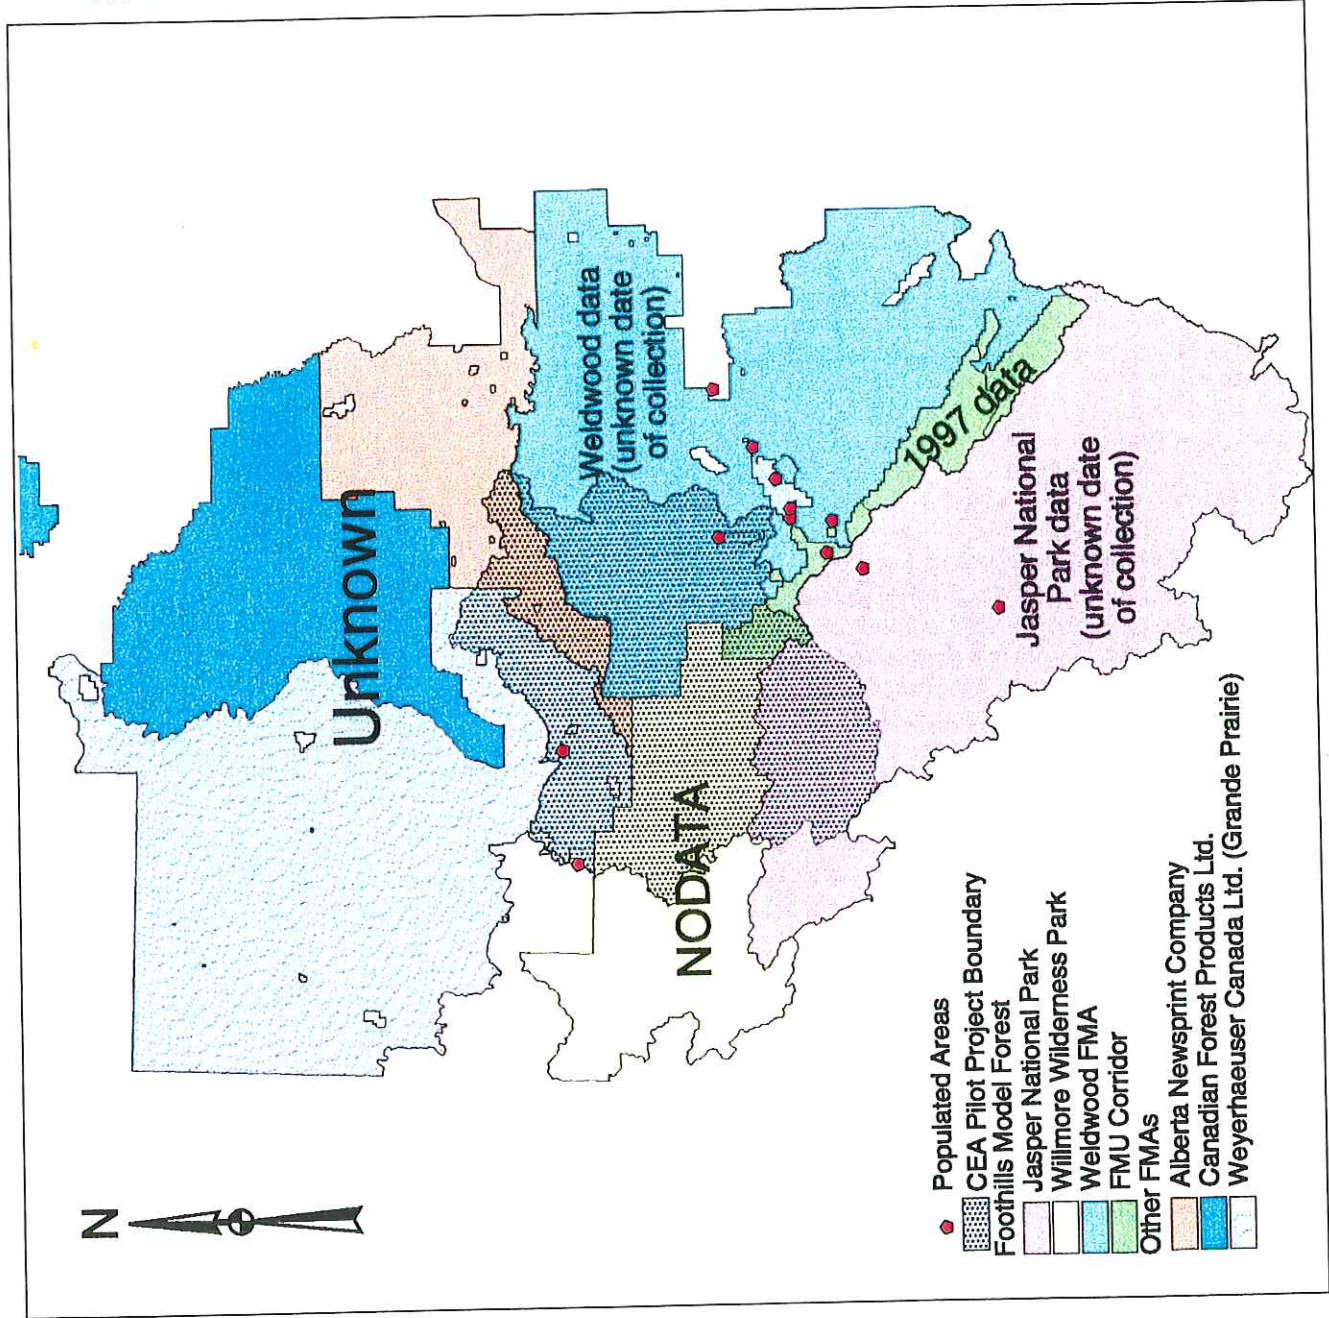 N
Unknown
Weldwood data
(unknown date
of collection)
NODATA
1997 data
Jasper National
Park data
(unknown date
of collection)
Populated Areas
CEA Pilot Project Boundary
Foothills Model Forest
Jasper National Park
Willmore Wilderness Park
Weldwood FMA
FMU Corridor
Other FMAs
Alberta Newsprint Company
Canadian Forest Products Ltd.
Weyerhaeuser Canada Ltd. (Grande Prairie)